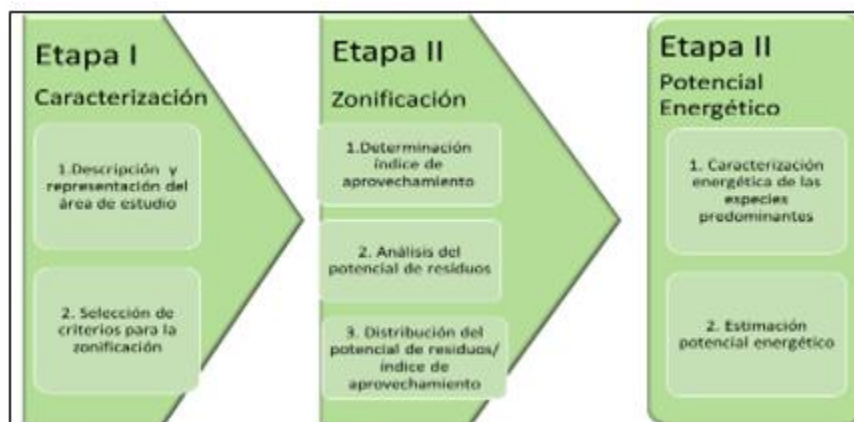 Etapa I
Caracterización
1.Descripción y
representación del
área de estudio
2. Selección de
criterios para la
zonificación
Etapa II
Zonificación
1.Determinación
índice de
aprovechamiento
2. Análisis del
potencial de residuos
3. Distribución del
potencial de residuos/
índice de
aprovechamiento
Etapa II
Potencial
Energético
1. Caracterización
energética de las
especies
predominantes
2. Estimación
potencial energético